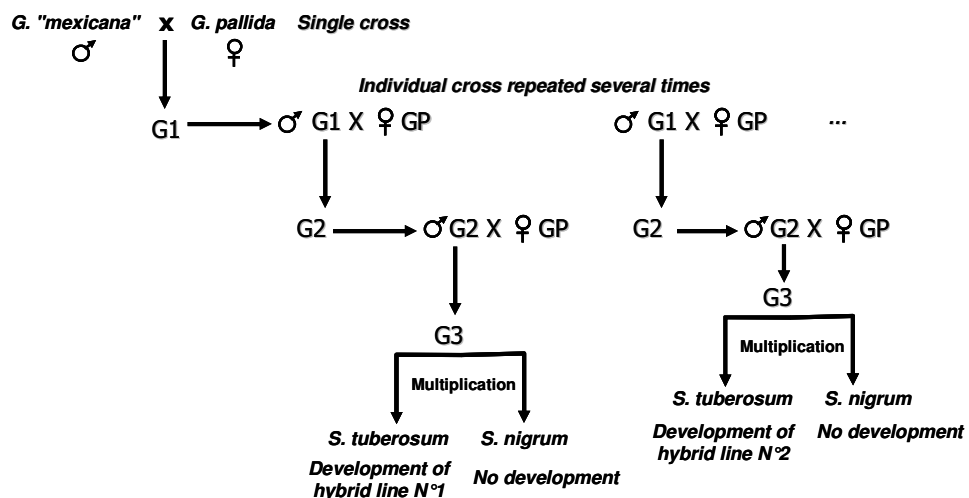 G. "mexicana" x G. pallida Single cross
♂ ♀
Individual cross repeated several times
G1 ♂ G1 X ♀ GP ♂ G1 X ♀ GP ...
G2 ♂ G2 X ♀ GP G2 ♂ G2 X ♀ GP
G3
Multiplication
S. tuberosum S. nigrum
Development of
hybrid line N°2
No development
G3
Multiplication
S. tuberosum S. nigrum
Development of
hybrid line N°1
No development